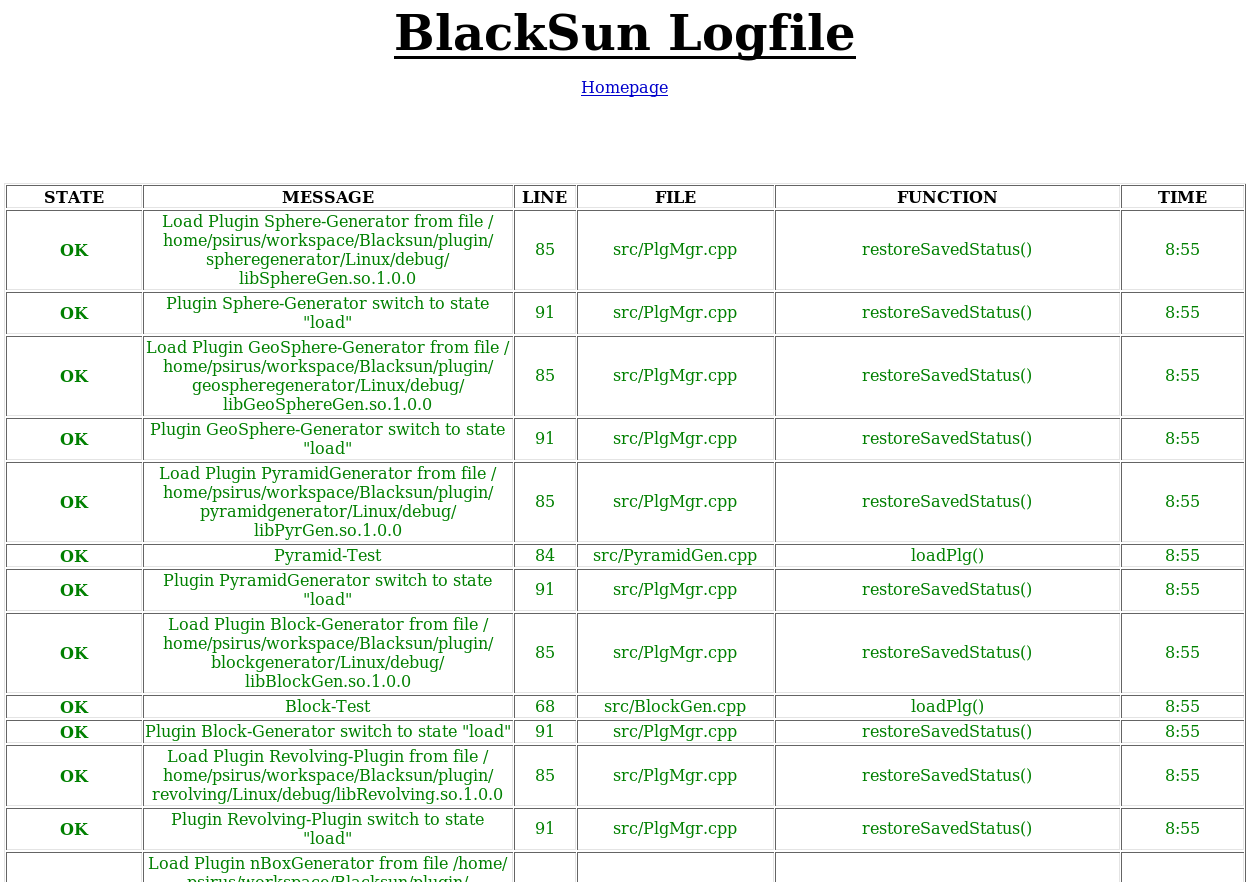 BlackSun Logfile
Homepage
STATE MESSAGE LINE FILE FUNCTION TIME
Load Plugin Sphere-Generator from file /
home/psirus/workspace/Blacksun/plugin/
spheregenerator/Linux/debug/
libSphereGen.so.1.0.0
OK 85 src/PlgMgr.cpp restoreSavedStatus() 8:55
Plugin Sphere-Generator switch to state
"load"
OK 91 src/PlgMgr.cpp restoreSavedStatus() 8:55
Load Plugin GeoSphere-Generator from file /
home/psirus/workspace/Blacksun/plugin/
geospheregenerator/Linux/debug/
libGeoSphereGen.so.1.0.0
OK 85 src/PlgMgr.cpp restoreSavedStatus() 8:55
Plugin GeoSphere-Generator switch to state
"load"
OK 91 src/PlgMgr.cpp restoreSavedStatus() 8:55
Load Plugin PyramidGenerator from file /
home/psirus/workspace/Blacksun/plugin/
pyramidgenerator/Linux/debug/
libPyrGen.so.1.0.0
OK 85 src/PlgMgr.cpp restoreSavedStatus() 8:55
OK Pyramid-Test 84 src/PyramidGen.cpp loadPlg() 8:55
Plugin PyramidGenerator switch to state
"load"
OK 91 src/PlgMgr.cpp restoreSavedStatus() 8:55
Load Plugin Block-Generator from file /
home/psirus/workspace/Blacksun/plugin/
blockgenerator/Linux/debug/
libBlockGen.so.1.0.0
OK 85 src/PlgMgr.cpp restoreSavedStatus() 8:55
OK Block-Test 68 src/BlockGen.cpp loadPlg() 8:55
OK Plugin Block-Generator switch to state "load" 91 src/PlgMgr.cpp restoreSavedStatus() 8:55
Load Plugin Revolving-Plugin from file /
home/psirus/workspace/Blacksun/plugin/
revolving/Linux/debug/libRevolving.so.1.0.0
OK 85 src/PlgMgr.cpp restoreSavedStatus() 8:55
Plugin Revolving-Plugin switch to state
"load"
OK 91 src/PlgMgr.cpp restoreSavedStatus() 8:55
Load Plugin nBoxGenerator from file /home/
psirus/workspace/Blacksun/plugin/